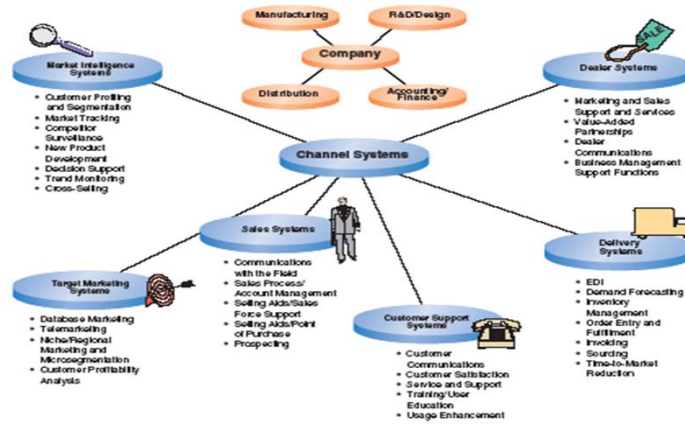 Manufacturing
R&D/Design
Company
Distribution
Accounting/
Finance
SALE
Market Intelligence
Systems
• Customer Profiling
and Segmentation
• Market Tracking
• Competitor
Surveillance
• New Product
Development
• Decision Support
• Trend Monitoring
• Cross-Selling
Dealer Systems
• Marketing and Sales
Support and Services
• Value-Added
Partnerships
• Dealer
Communications
• Business Management
Support Functions
Channel Systems
Sales Systems
• Communications
with the Field
• Sales Process/
Account Management
• Selling Aids/Sales
Force Support
• Selling Aids/Point
of Purchase
• Prospecting
Delivery
Systems
• EDI
• Demand Forecasting
• Inventory
Management
• Order Entry and
Fulfillment
• Invoicing
• Sourcing
• Time-to-Market
Reduction
Target Marketing
Systems
• Database Marketing
• Telemarketing
• Niche/Regional
Marketing and
Microsegmentation
• Customer Profitability
Analysis
Customer Support
Systems
• Customer
Communications
• Customer Satisfaction
• Service and Support
• Training/User
Education
• Usage Enhancement